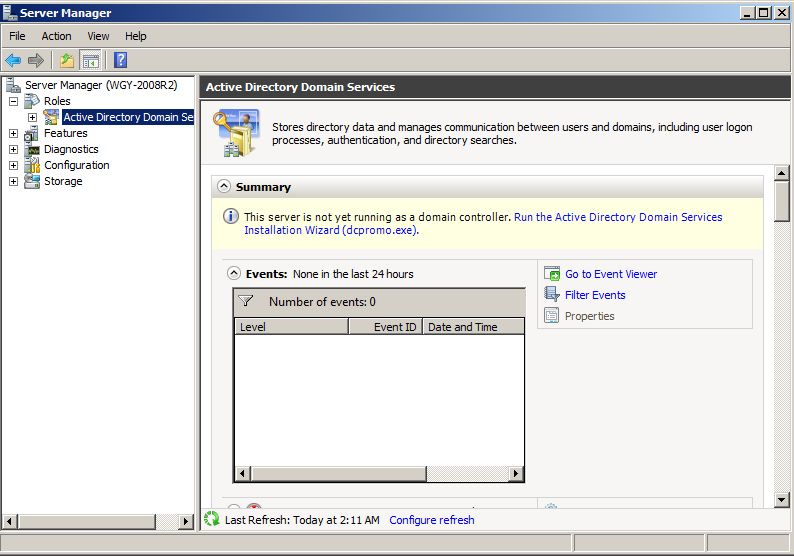 Server Manager
File Action View Help
Server Manager (WGY-2008R2)
Roles
Active Directory Domain Se
Features
Diagnostics
Configuration
Storage
Active Directory Domain Services
Stores directory data and manages communication between users and domains, including user logon
processes, authentication, and directory searches.
Summary
This server is not yet running as a domain controller. Run the Active Directory Domain Services
Installation Wizard (dcpromo.exe).
Events: None in the last 24 hours
Number of events: 0
Level Event ID Date and Time
Go to Event Viewer
Filter Events
Properties
Last Refresh: Today at 2:11 AM Configure refresh